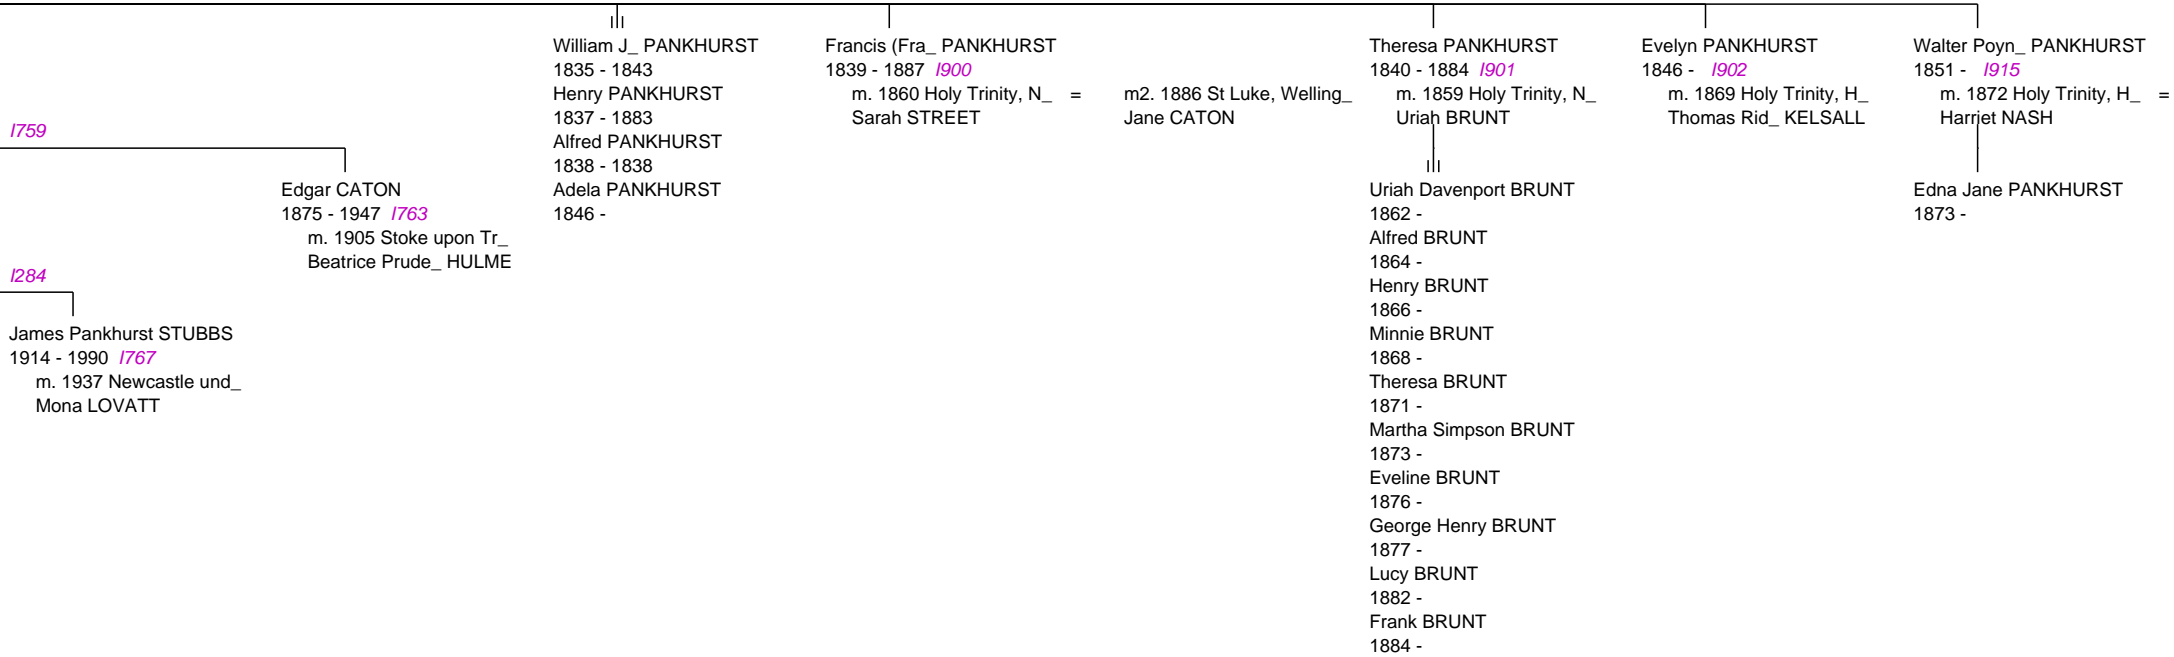 I759
I284
James Pankhurst STUBBS
1914 - 1990 I767
m. 1937 Newcastle und_
Mona LOVATT
Edgar CATON
1875 - 1947 I763
m. 1905 Stoke upon Tr_
Beatrice Prude_ HULME
William J_ PANKHURST
1835 - 1843
Henry PANKHURST
1837 - 1883
Alfred PANKHURST
1838 - 1838
Adela PANKHURST
1846 -
Francis (Fra_ PANKHURST
1839 - 1887 I900
m. 1860 Holy Trinity, N_ =
Sarah STREET
m2. 1886 St Luke, Welling_
Jane CATON
Theresa PANKHURST
1840 - 1884 I901
m. 1859 Holy Trinity, N_
Uriah BRUNT
Uriah Davenport BRUNT
1862 -
Alfred BRUNT
1864 -
Henry BRUNT
1866 -
Minnie BRUNT
1868 -
Theresa BRUNT
1871 -
Martha Simpson BRUNT
1873 -
Eveline BRUNT
1876 -
George Henry BRUNT
1877 -
Lucy BRUNT
1882 -
Frank BRUNT
1884 -
Evelyn PANKHURST
1846 - I902
m. 1869 Holy Trinity, H_
Thomas Rid_ KELSALL
Walter Poyn_ PANKHURST
1851 - I915
m. 1872 Holy Trinity, H_ =
Harriet NASH
Edna Jane PANKHURST
1873 -